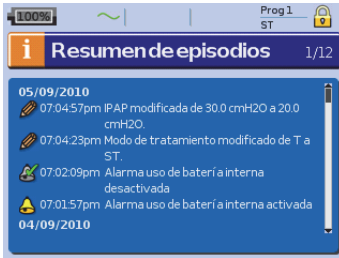 100%
Prog 1
ST
i Resumen de episodios 1/12
05/09/2010
07:04:57pm IPAP modificada de 30.0 cmH2O a 20.0
cmH2O.
07:04:23pm Modo de tratamiento modificado de T a
ST.
07:02:09pm Alarma uso de batería interna
desactivada
07:01:57pm Alarma uso de batería interna activada
04/09/2010